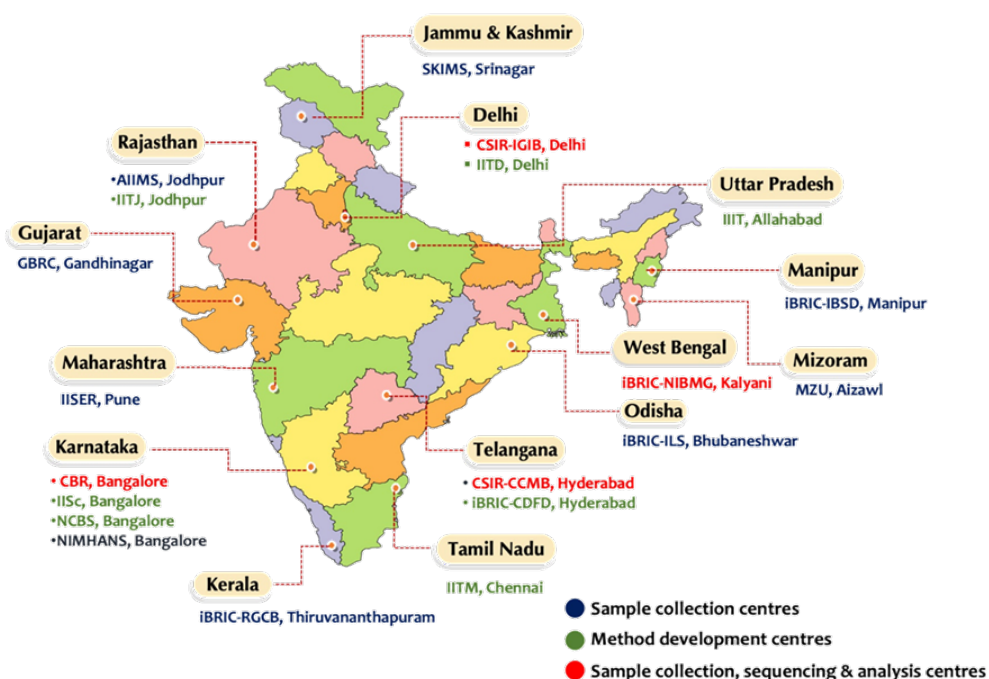 Jammu & Kashmir
SKIMS, Srinagar
Delhi
▪ CSIR-IGIB, Delhi
▪ IITD, Delhi
Rajasthan
•AIIMS, Jodhpur
•IITJ, Jodhpur
Uttar Pradesh
IIIT, Allahabad
Gujarat
GBRC, Gandhinagar
Manipur
iBRIC-IBSD, Manipur
Maharashtra
IISER, Pune
West Bengal
iBRIC-NIBMG, Kalyani
Mizoram
MZU, Aizawl
Odisha
iBRIC-ILS, Bhubaneshwar
Karnataka
• CBR, Bangalore
•IISc, Bangalore
•NCBS, Bangalore
•NIMHANS, Bangalore
Telangana
• CSIR-CCMB, Hyderabad
• iBRIC-CDFD, Hyderabad
Tamil Nadu
IITM, Chennai
Kerala
iBRIC-RGCB, Thiruvananthapuram
Sample collection centres
Method development centres
Sample collection, sequencing & analysis centres